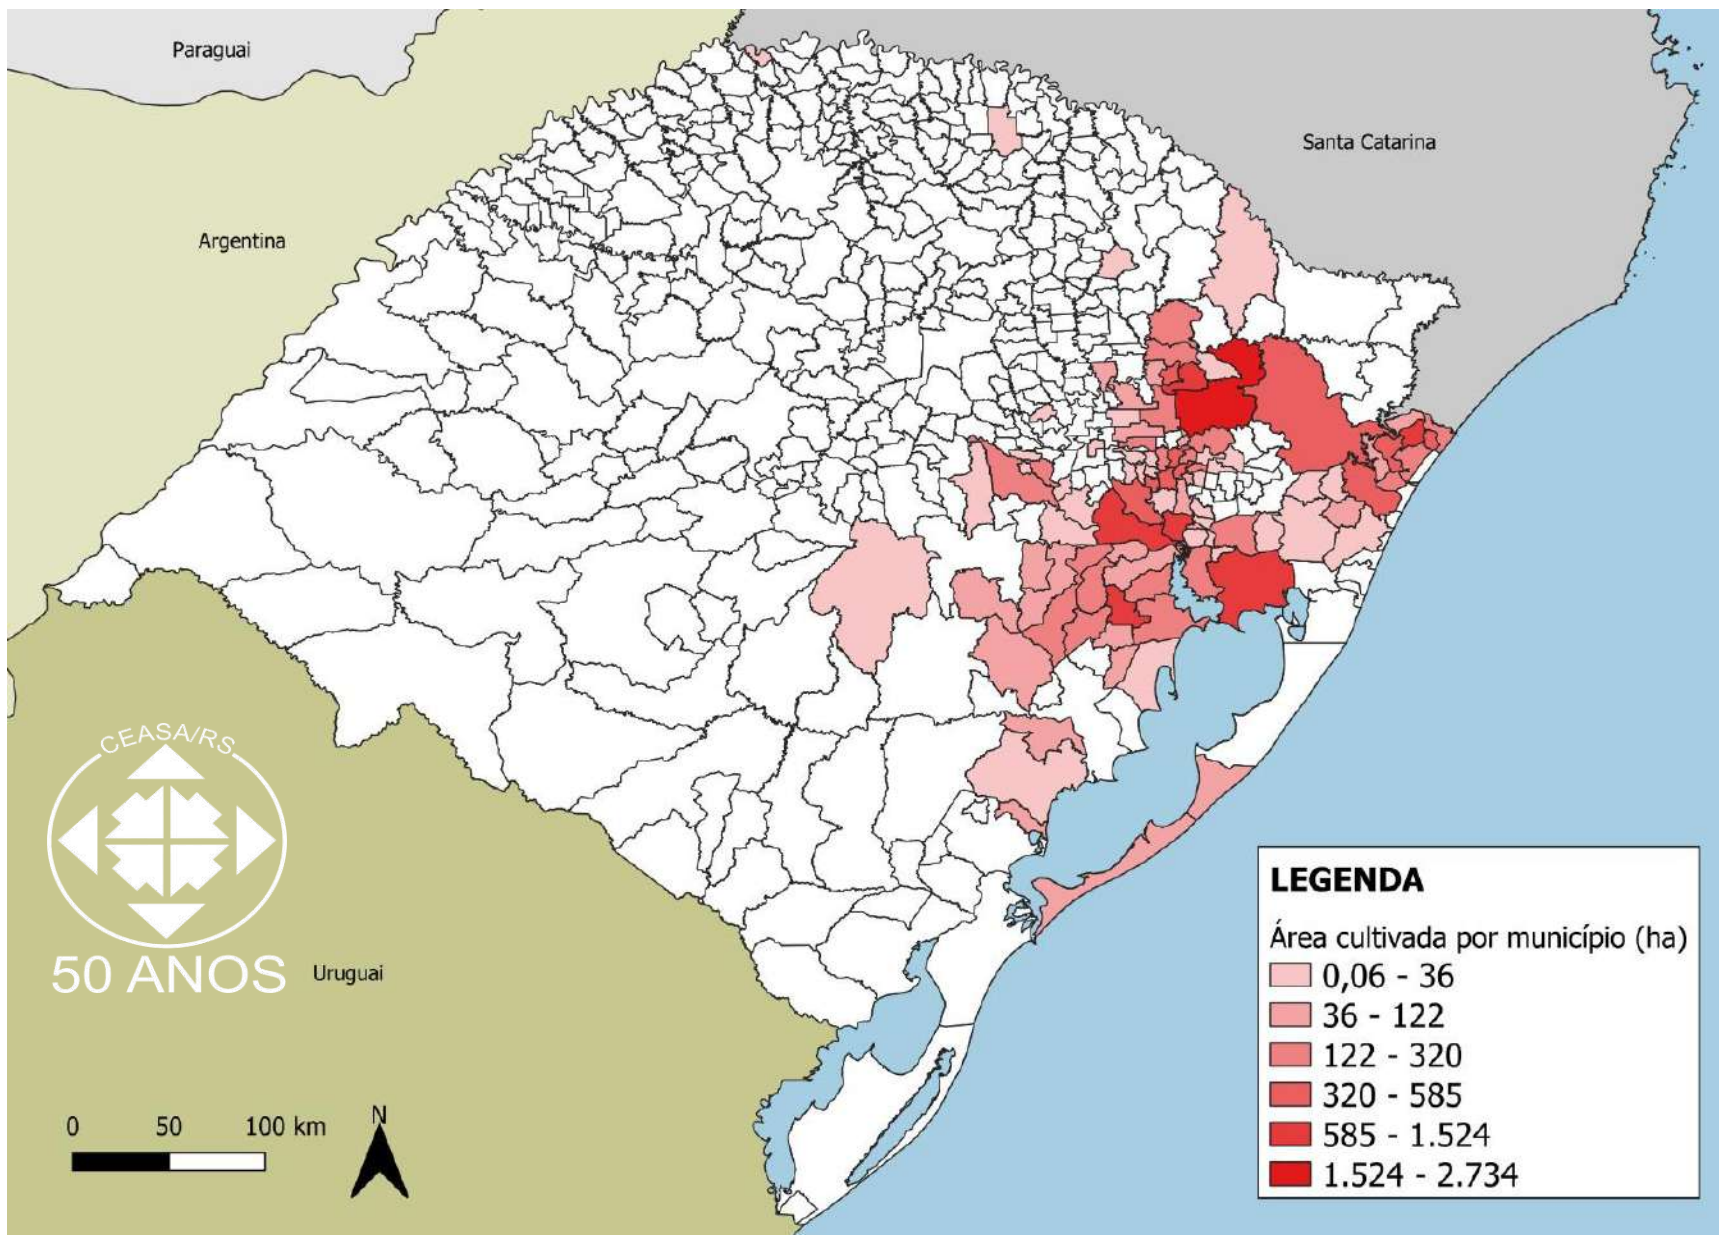 Paraguai
Santa Catarina
Argentina
CEASA/RS
50 ANOS
Uruguai
LEGENDA
Área cultivada por município (ha)
0,06 - 36
36 - 122
122 - 320
320 - 585
585 - 1.524
1.524 - 2.734
0 50 100 km
N